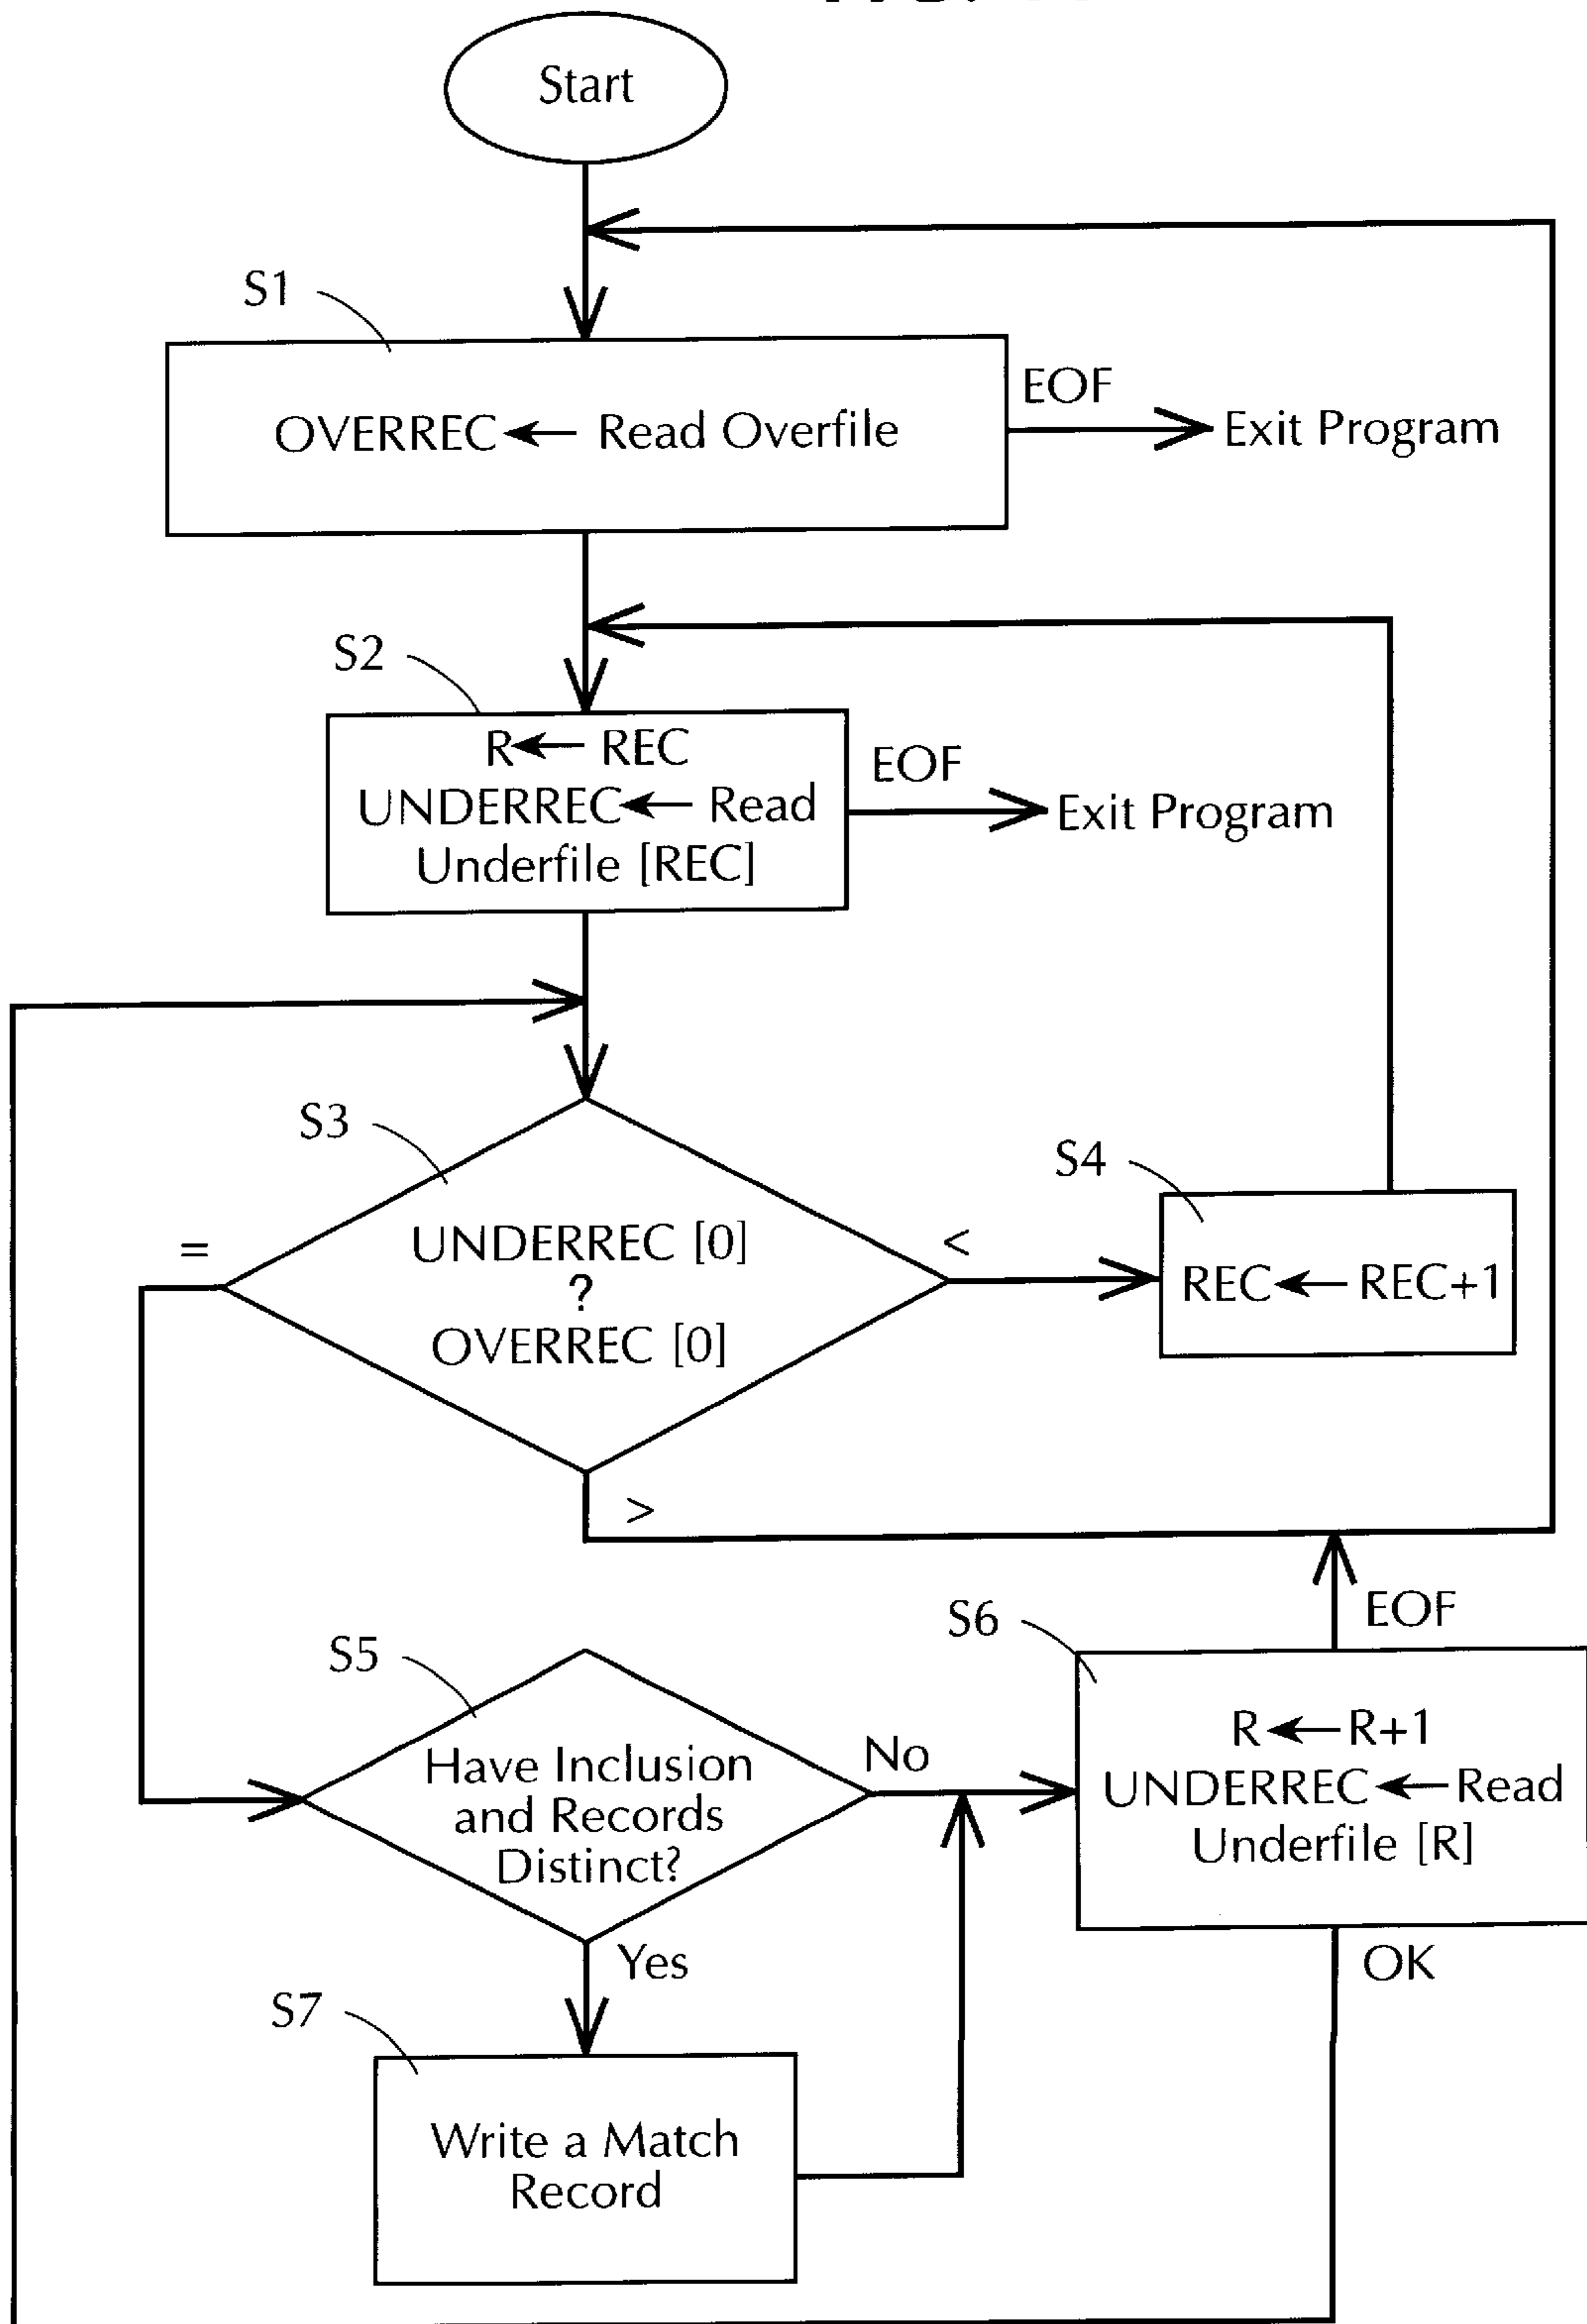 Start
S1
OVERREC ← Read Overfile
EOF
Exit Program
S2
R ← REC
UNDERREC ← Read
Underfile [REC]
EOF
Exit Program
S3
UNDERREC [0]
?
OVERREC [0]
=
<
>
S4
REC ← REC+1
S5
Have Inclusion
and Records
Distinct?
No
Yes
S6
EOF
R ← R+1
UNDERREC ← Read
Underfile [R]
OK
S7
Write a Match
Record